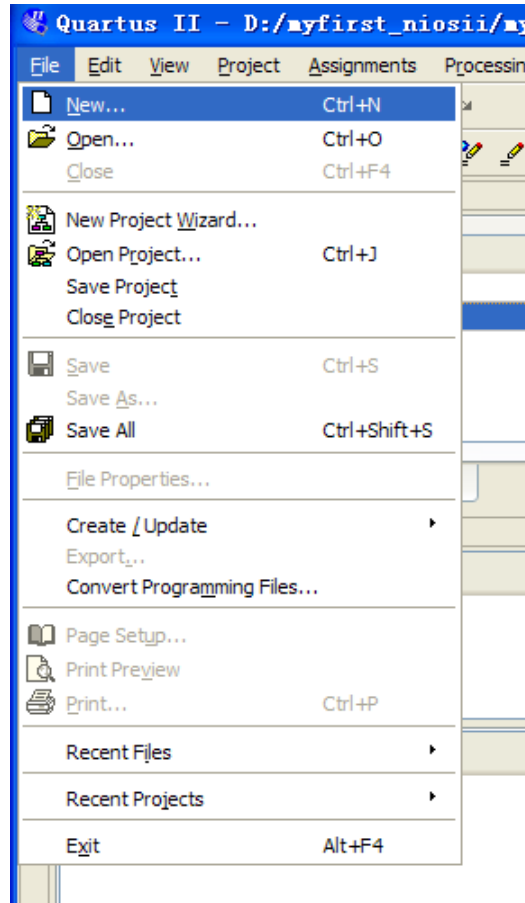 Quartus II - D:/myfirst_niosii/my
File Edit View Project Assignments Processin
New... Ctrl+N
Open... Ctrl+O
Close Ctrl+F4
New Project Wizard...
Open Project... Ctrl+J
Save Project
Close Project
Save Ctrl+S
Save As...
Save All Ctrl+Shift+S
File Properties...
Create / Update
Export...
Convert Programming Files...
Page Setup...
Print Preview
Print... Ctrl+P
Recent Files
Recent Projects
Exit Alt+F4